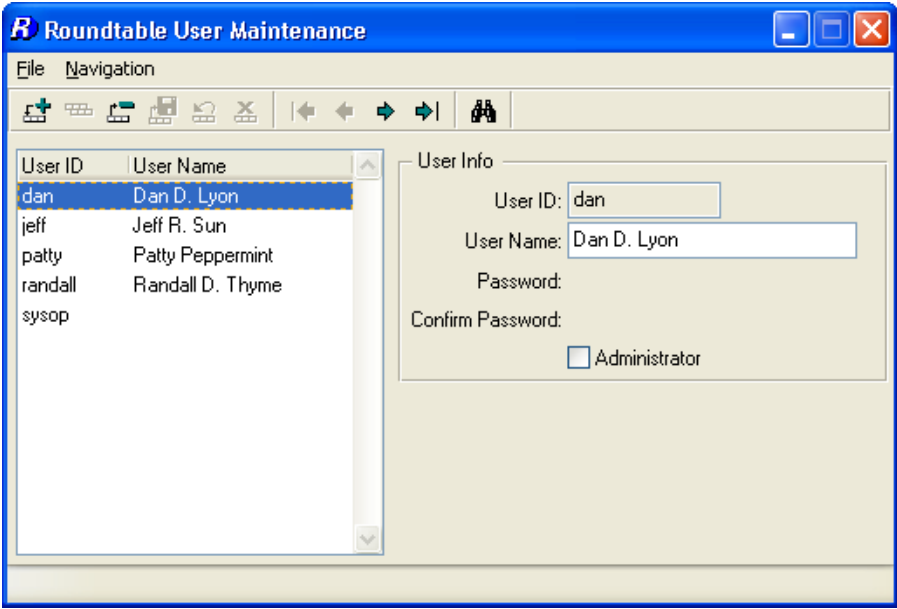 R Roundtable User Maintenance
File Navigation
User ID User Name
dan Dan D. Lyon
jeff Jeff R. Sun
patty Patty Peppermint
randall Randall D. Thyme
sysop
User Info
User ID: dan
User Name: Dan D. Lyon
Password:
Confirm Password:
Administrator